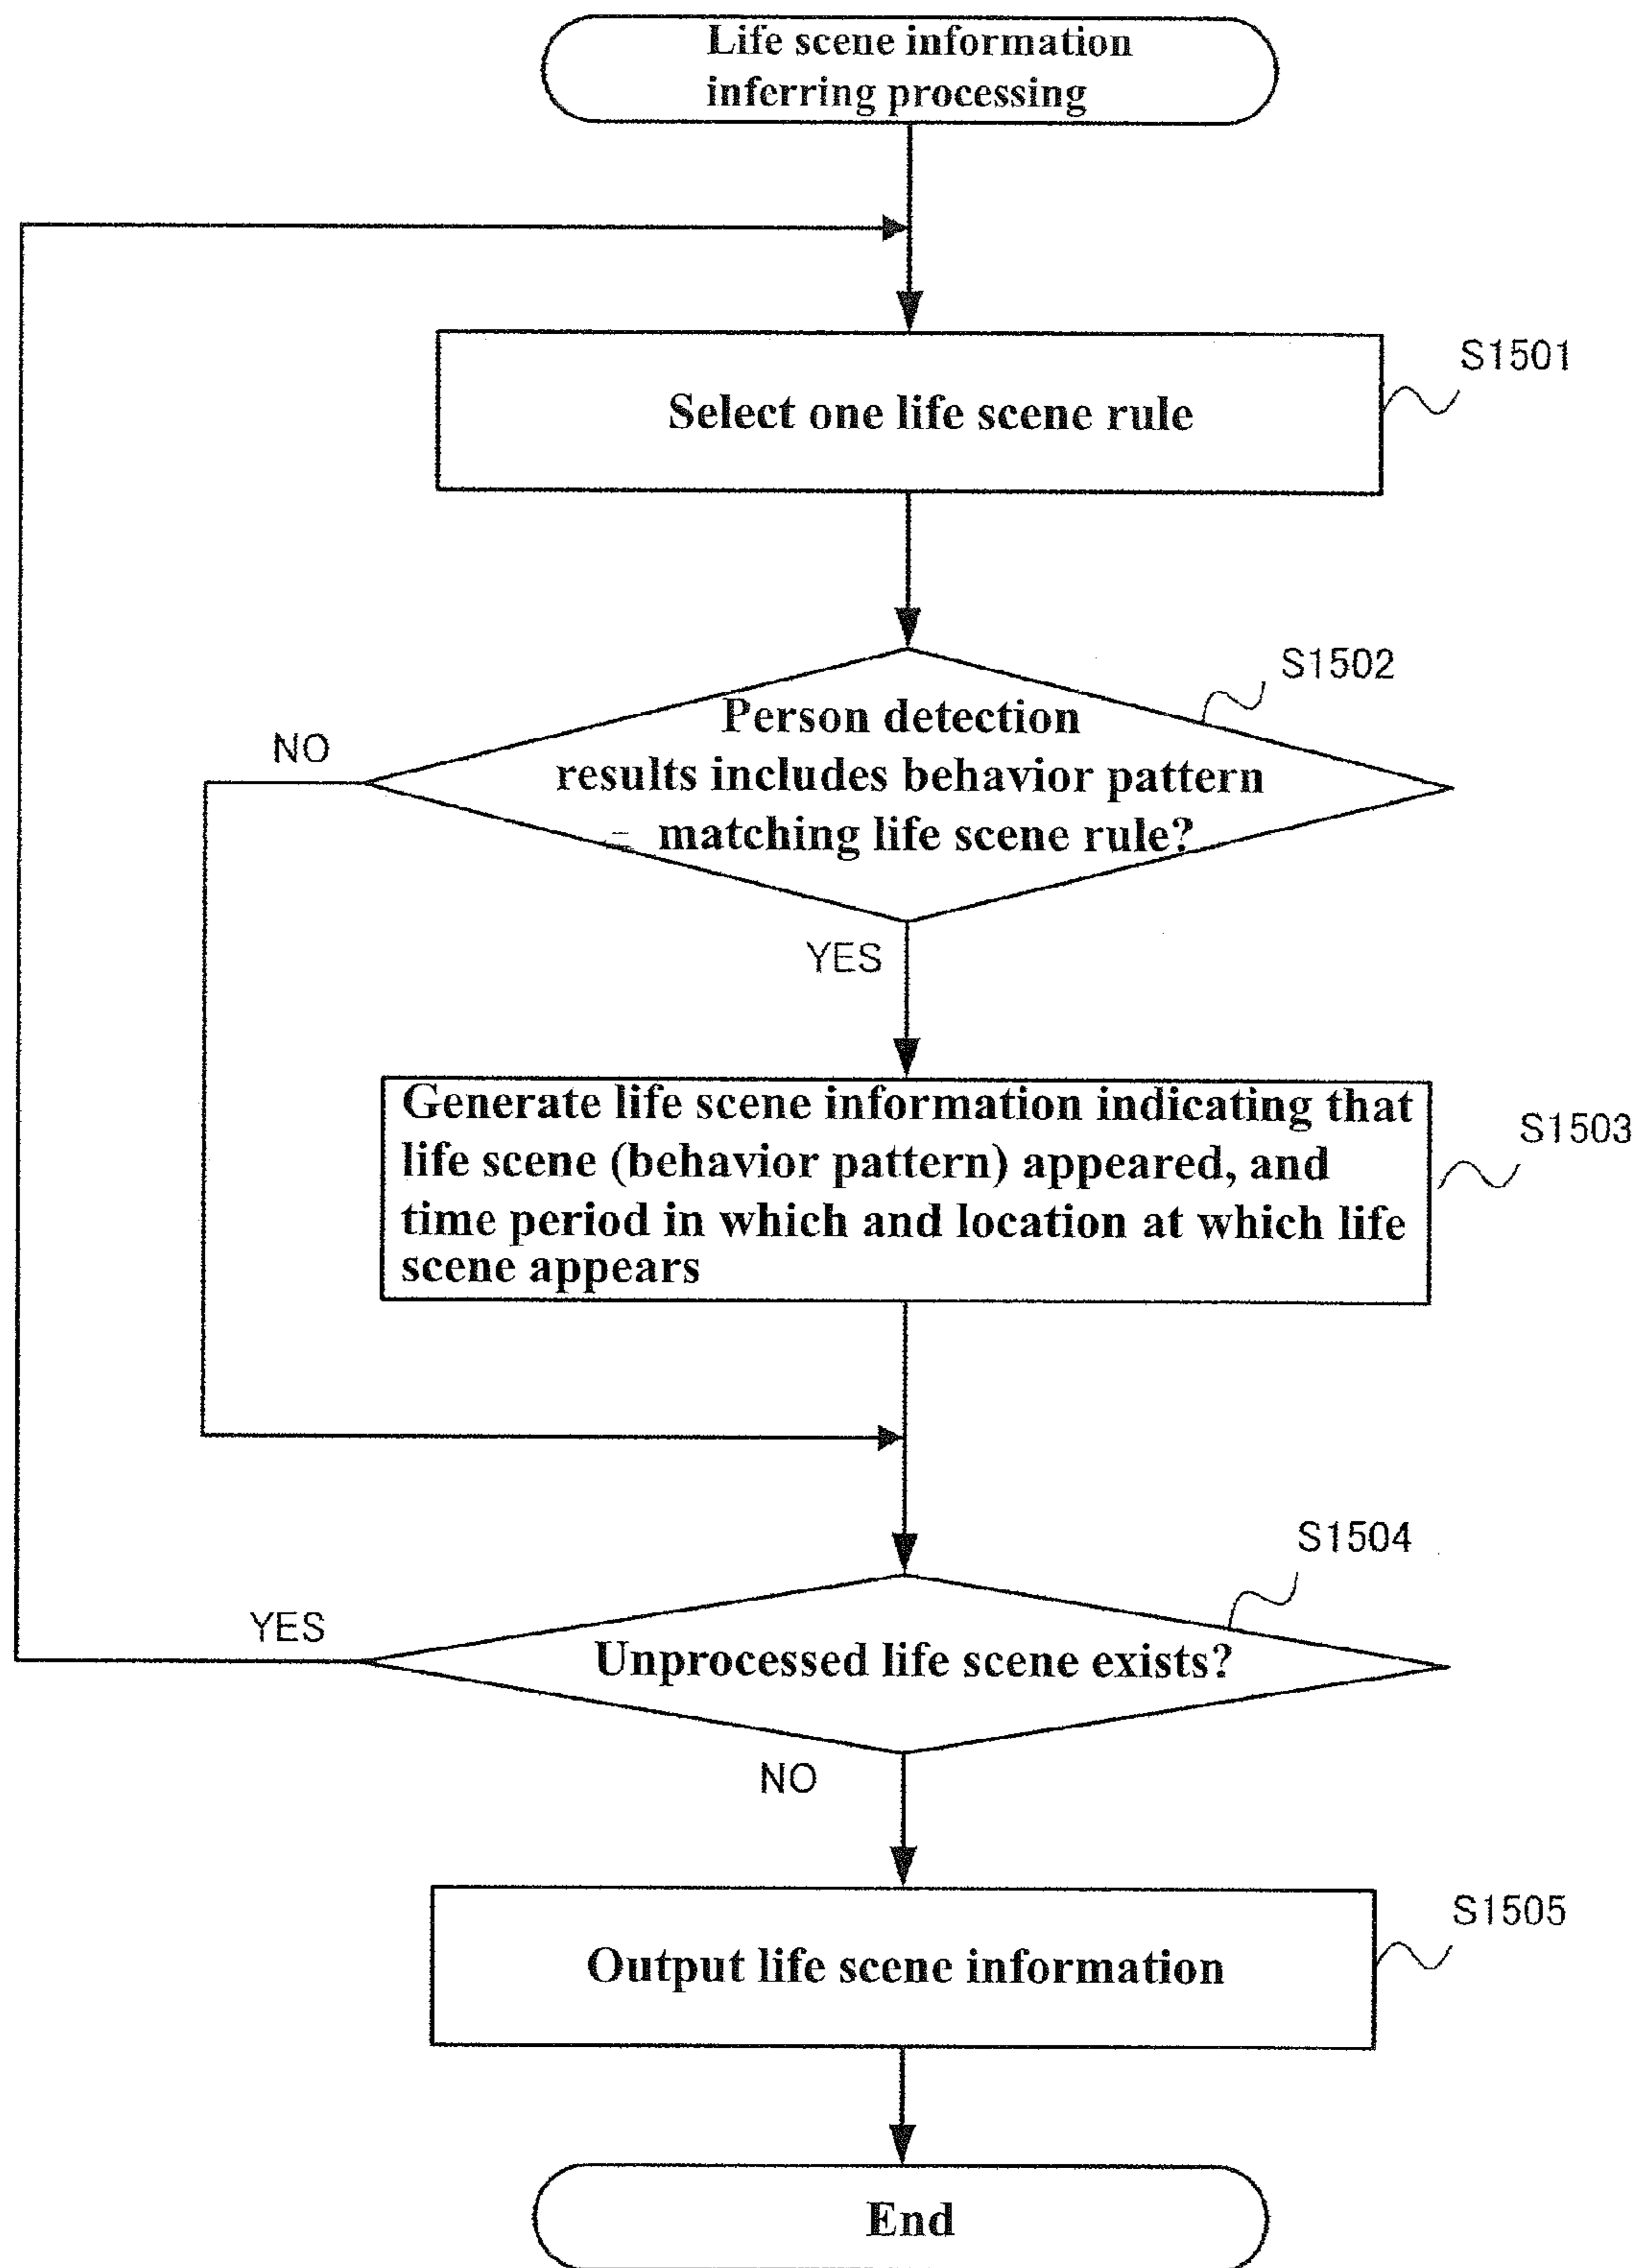 Life scene information
inferring processing
S1501
Select one life scene rule
S1502
Person detection
results includes behavior pattern
matching life scene rule?
NO
YES
Generate life scene information indicating that
life scene (behavior pattern) appeared, and
time period in which and location at which life
scene appears
S1503
S1504
Unprocessed life scene exists?
YES
NO
S1505
Output life scene information
End